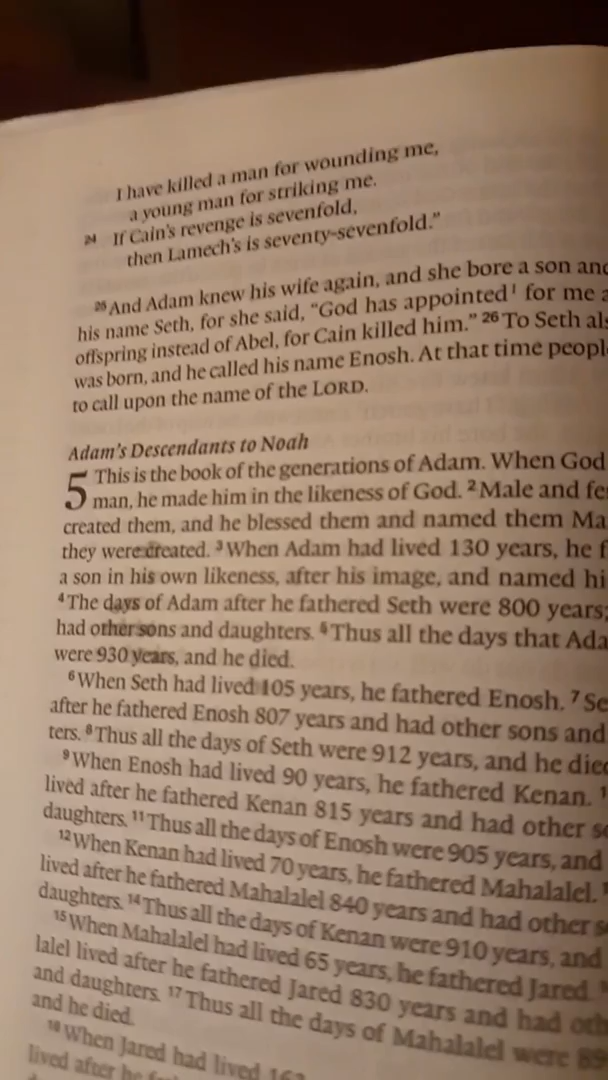 I have killed a man for wounding me,
a young man for striking me.
24 If Cain's revenge is sevenfold,
then Lamech's is seventy-sevenfold."
25 And Adam knew his wife again, and she bore a son and
his name Seth, for she said, "God has appointed¹ for me a
offspring instead of Abel, for Cain killed him." 26 To Seth als
was born, and he called his name Enosh. At that time peopl
to call upon the name of the LORD.
Adam's Descendants to Noah
5 This is the book of the generations of Adam. When God
man, he made him in the likeness of God. 2 Male and fe
created them, and he blessed them and named them Ma
they were created. 3 When Adam had lived 130 years, he f
a son in his own likeness, after his image, and named hi
4 The days of Adam after he fathered Seth were 800 years;
had other sons and daughters. 5 Thus all the days that Ada
were 930 years, and he died.
6 When Seth had lived 105 years, he fathered Enosh. 7 Se
after he fathered Enosh 807 years and had other sons and
ters. 8 Thus all the days of Seth were 912 years, and he died
9 When Enosh had lived 90 years, he fathered Kenan. 1
lived after he fathered Kenan 815 years and had other so
daughters. 11 Thus all the days of Enosh were 905 years, and
12 When Kenan had lived 70 years, he fathered Mahalalel.
lived after he fathered Mahalalel 840 years and had other s
daughters. 14 Thus all the days of Kenan were 910 years, and
15 When Mahalalel had lived 65 years, he fathered Jared.
lalel lived after he fathered Jared 830 years and had oth
and daughters. 17 Thus all the days of Mahalalel were 89
and he died.
18 When Jared had lived 162
lived after he fat